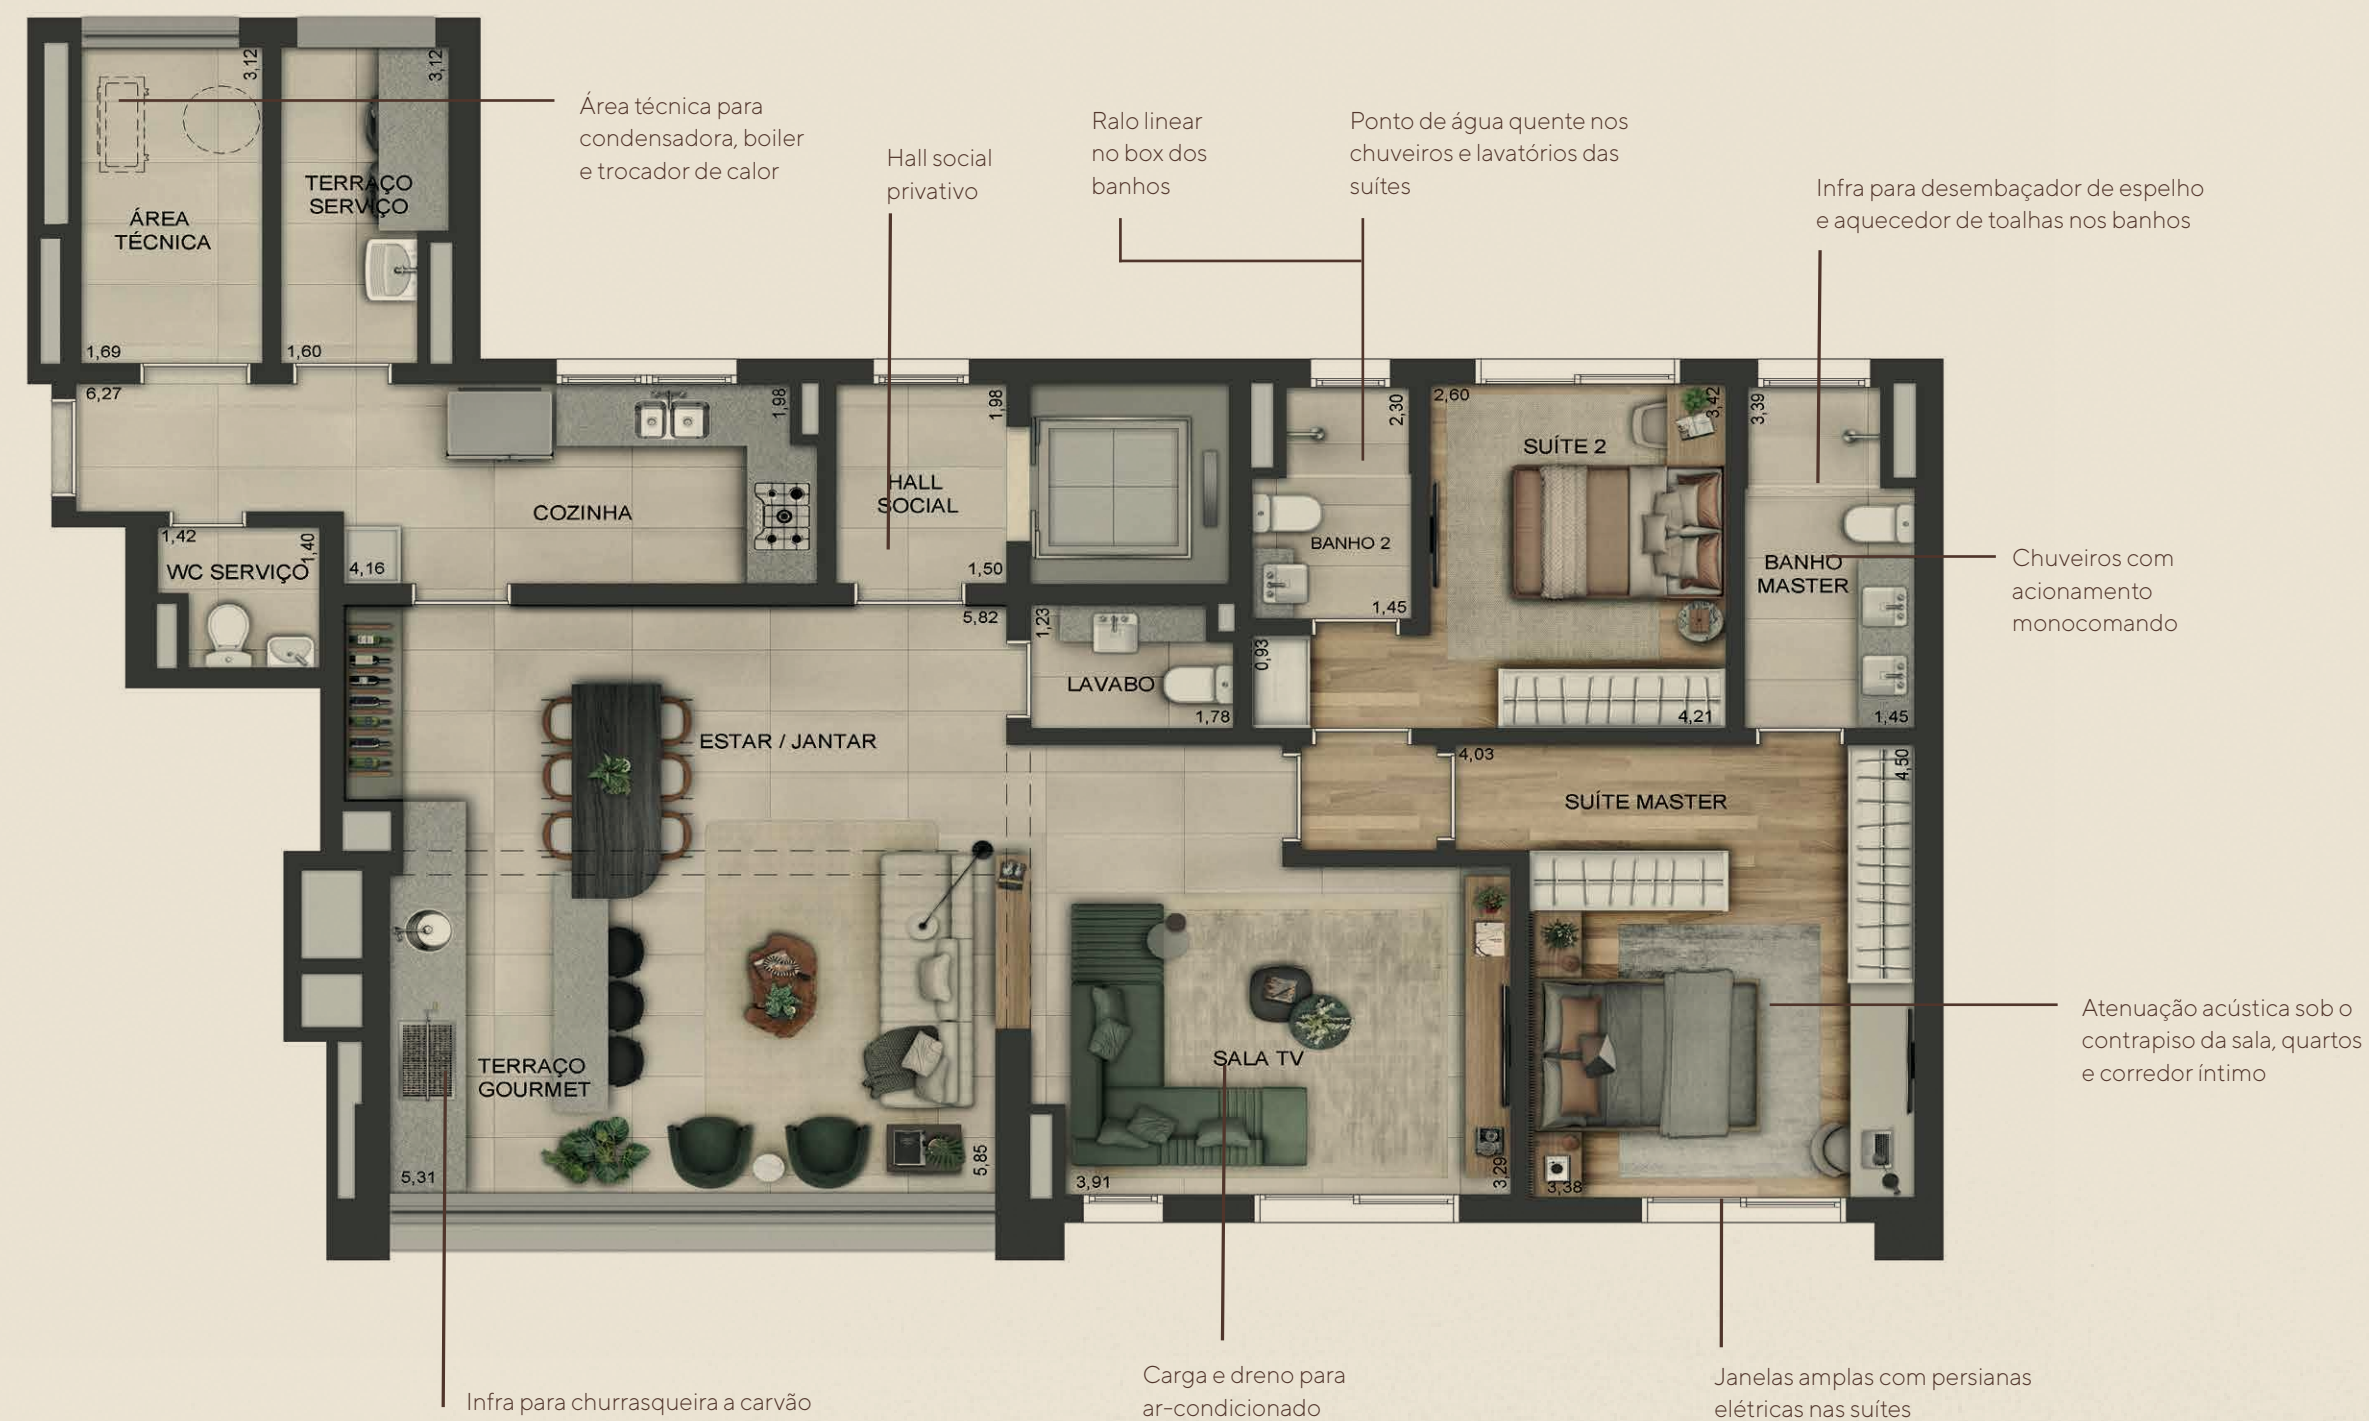 3,12
3,12
ÁREA
TÉCNICA
TERRAÇO
SERVIÇO
1,69
1,60
Área técnica para
condensadora, boiler
e trocador de calor
Hall social
privativo
Ralo linear
no box dos
banhos
Ponto de água quente nos
chuveiros e lavatórios das
suítes
Infra para desembaçador de espelho
e aquecedor de toalhas nos banhos
6,27
COZINHA
1,98
4,16
1,98
HALL
SOCIAL
1,50
2,30
BANHO 2
1,45
2,60
3,42
SUÍTE 2
4,21
0,93
3,39
BANHO
MASTER
1,45
Chuveiros com
acionamento
monocomando
1,42
1,40
WC SERVIÇO
5,82
1,23
LAVABO
1,78
ESTAR / JANTAR
4,03
4,50
SUÍTE MASTER
3,38
Atenuação acústica sob o
contrapiso da sala, quartos
e corredor íntimo
TERRAÇO
GOURMET
5,31
5,85
SALA TV
3,91
3,29
Infra para churrasqueira a carvão
Carga e dreno para
ar-condicionado
Janelas amplas com persianas
elétricas nas suítes